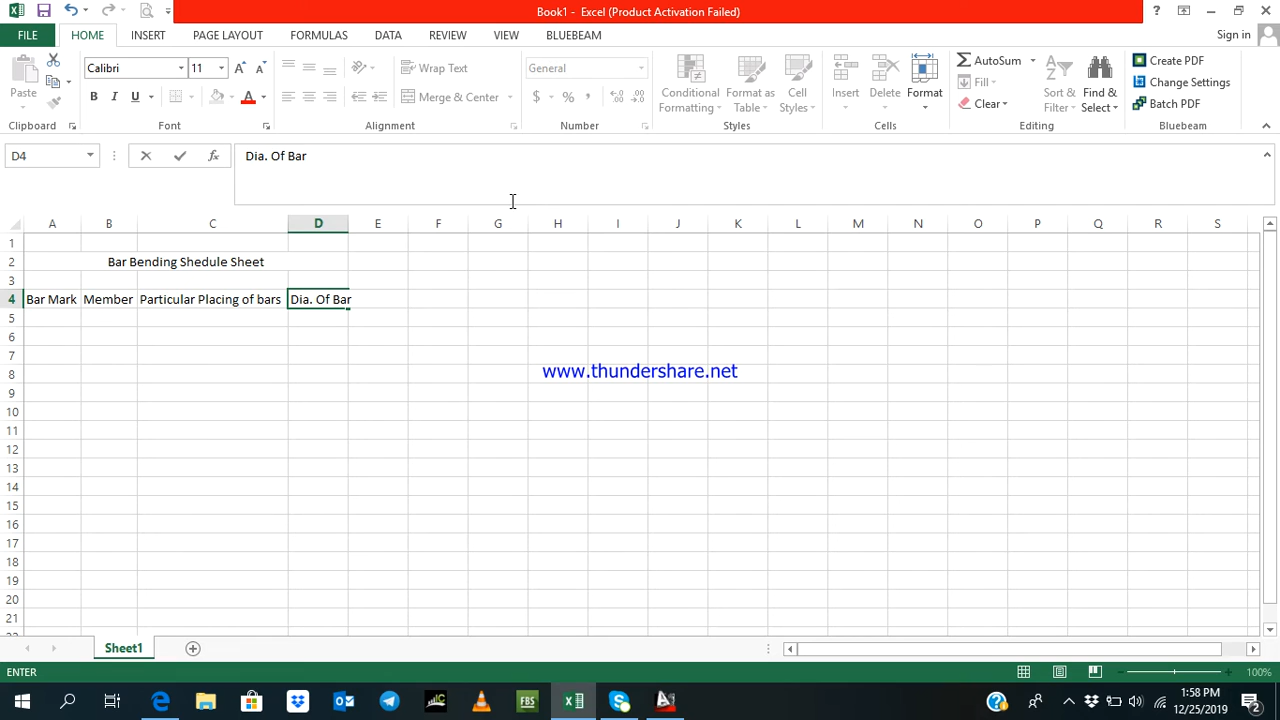 Book1 - Excel (Product Activation Failed)
?
FILE HOME INSERT PAGE LAYOUT FORMULAS DATA REVIEW VIEW BLUEBEAM Sign in
Calibri 11 A A Wrap Text General AutoSum Create PDF
Paste Conditional Formatting Format as Table Cell Styles Insert Delete Format Fill Sort & Filter Find & Select Change Settings
B I U A Merge & Center $ % , Clear Batch PDF
Clipboard Font Alignment Number Styles Cells Editing Bluebeam
D4 fx Dia. Of Bar
A B C D E F G H I J K L M N O P Q R S
1
2 Bar Bending Shedule Sheet
3
4 Bar Mark Member Particular Placing of bars Dia. Of Bar
5
6
7
www.thundershare.net
8
9
10
11
12
13
14
15
16
17
18
19
20
21
Sheet1
ENTER 100%
1:58 PM
12/25/2019